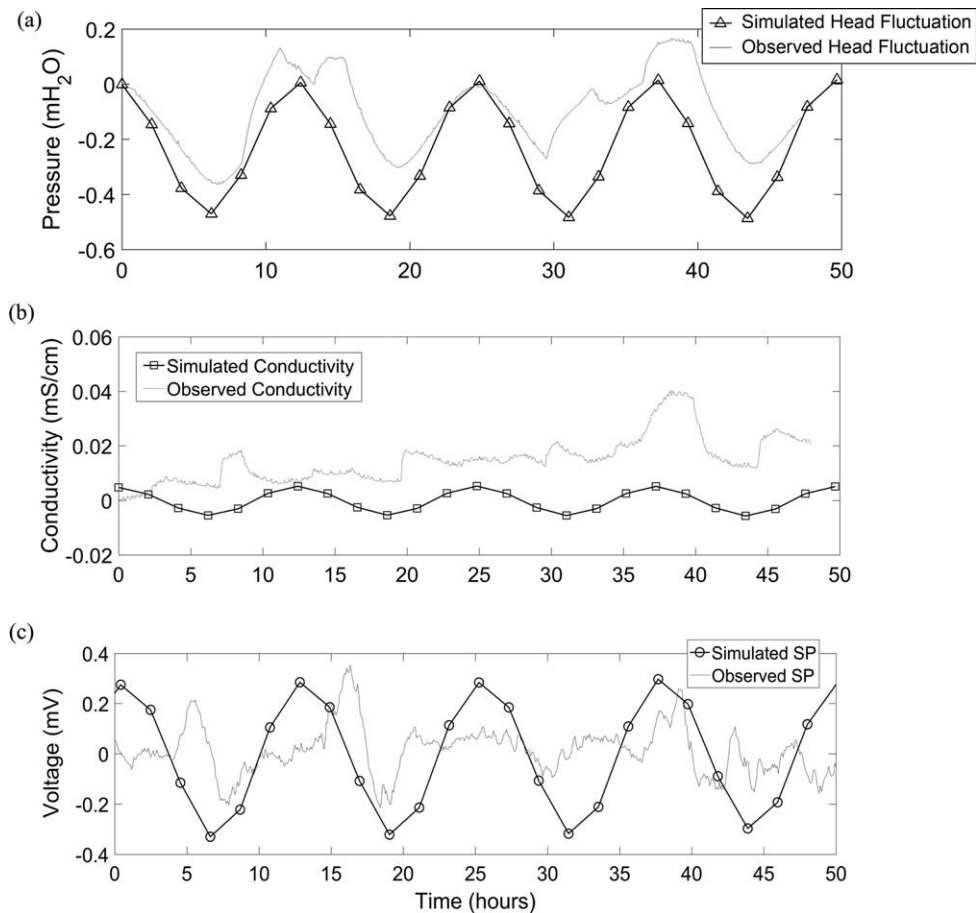 (a)
Simulated Head Fluctuation
Observed Head Fluctuation
Pressure (mH2O)
0.2
0
-0.2
-0.4
-0.6
0 10 20 30 40 50
(b)
Simulated Conductivity
Observed Conductivity
Conductivity (mS/cm)
0.06
0.04
0.02
0
-0.02
0 5 10 15 20 25 30 35 40 45 50
(c)
Simulated SP
Observed SP
Voltage (mV)
0.4
0.2
0
-0.2
-0.4
0 5 10 15 20 25 30 35 40 45 50
Time (hours)